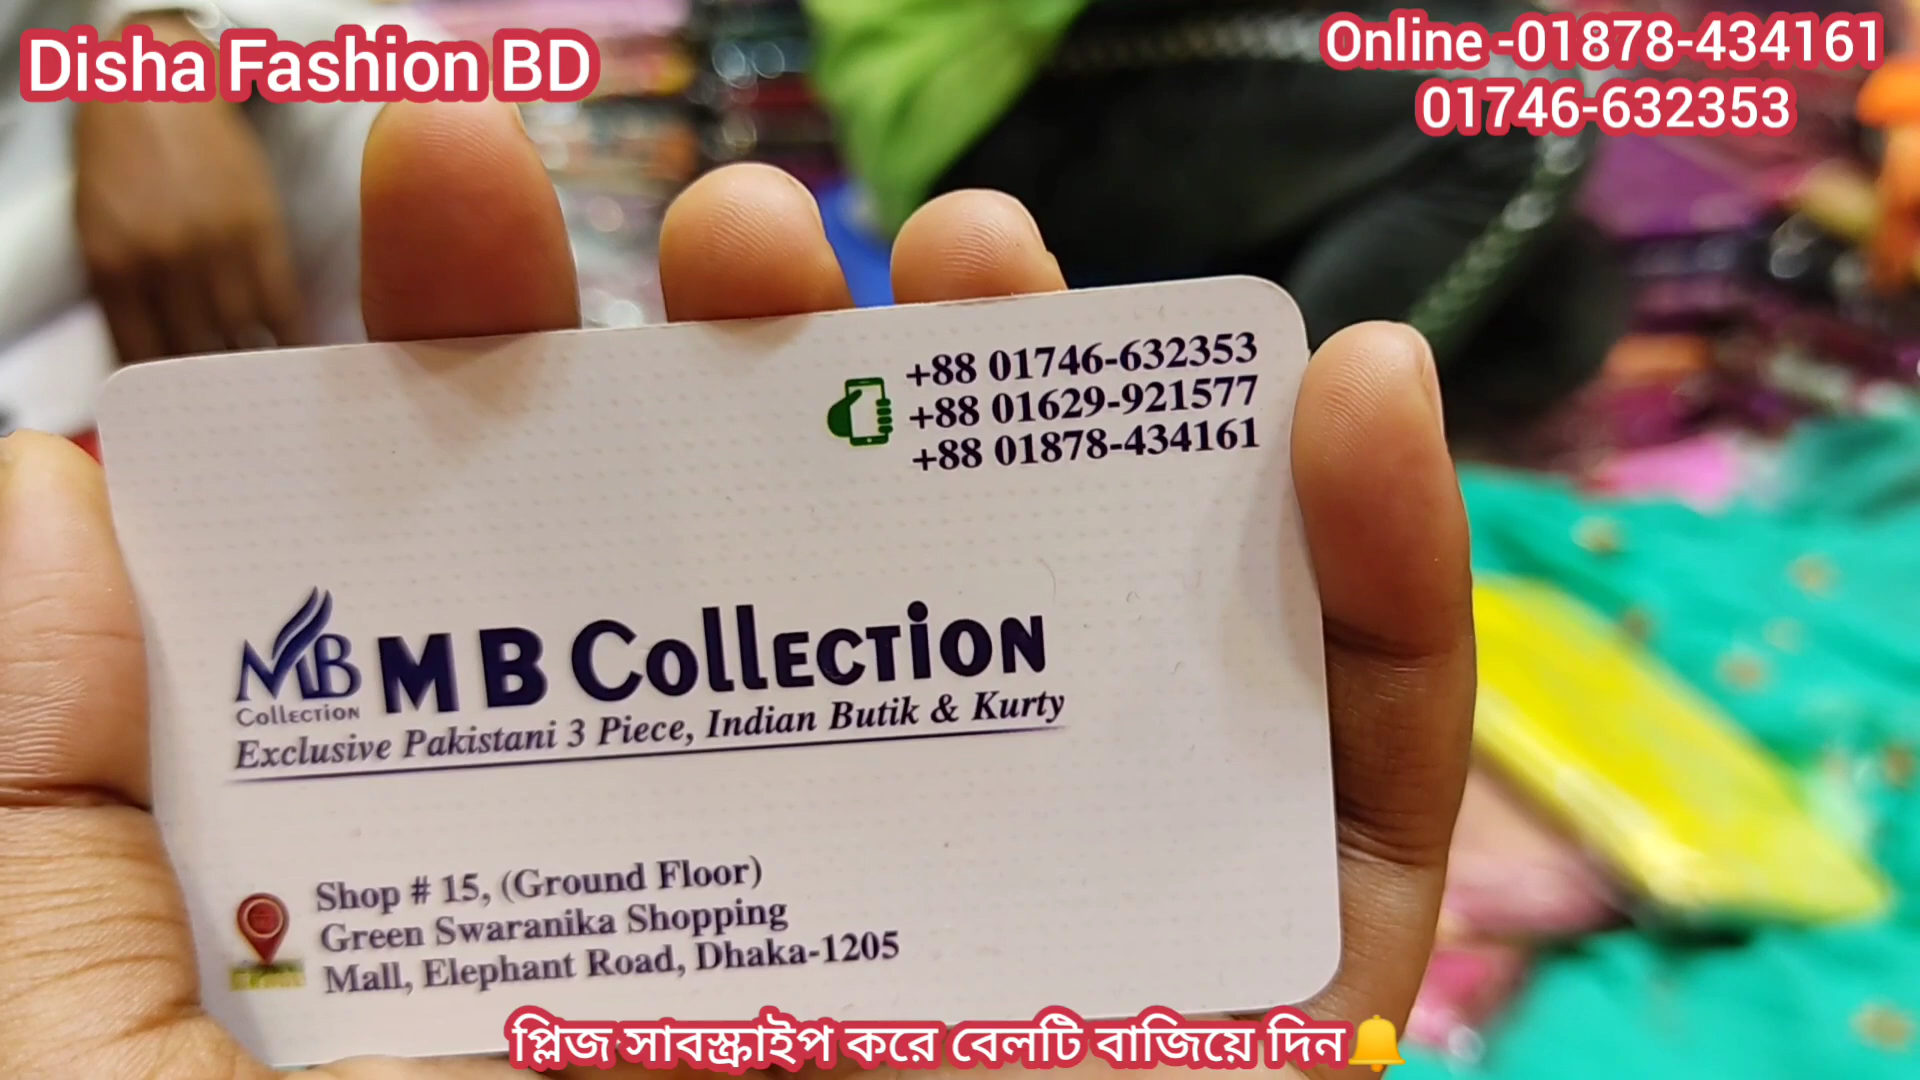 Disha Fashion BD
Online -01878-434161
01746-632353
+88 01746-632353
+88 01629-921577
+88 01878-434161
MB
Collection
M B Collection
Exclusive Pakistani 3 Piece, Indian Butik & Kurty
Shop # 15, (Ground Floor)
Green Swaranika Shopping
Mall, Elephant Road, Dhaka-1205
প্লিজ সাবস্ক্রাইপ করে বেলটি বাজিয়ে দিন🔔